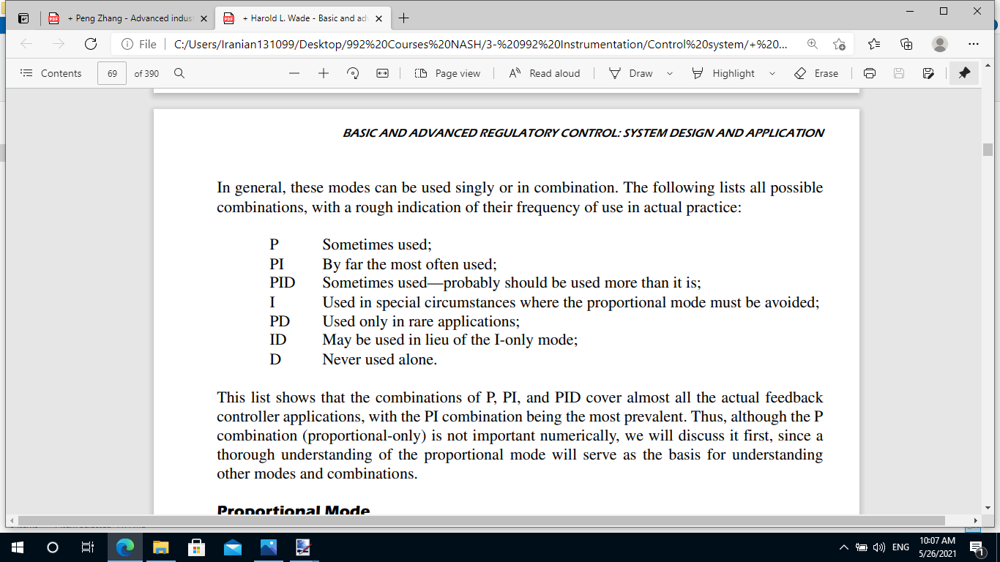 + Peng Zhang - Advanced indust
+ Harold L. Wade - Basic and adv
File
C:/Users/Iranian131099/Desktop/992%20Courses%20NASH/3-%20992%20Instrumentation/Control%20system/+%20...
Contents
69
of 390
Page view
Read aloud
Draw
Highlight
Erase
BASIC AND ADVANCED REGULATORY CONTROL: SYSTEM DESIGN AND APPLICATION
In general, these modes can be used singly or in combination. The following lists all possible
combinations, with a rough indication of their frequency of use in actual practice:
P Sometimes used;
PI By far the most often used;
PID Sometimes used—probably should be used more than it is;
I Used in special circumstances where the proportional mode must be avoided;
PD Used only in rare applications;
ID May be used in lieu of the I-only mode;
D Never used alone.
This list shows that the combinations of P, PI, and PID cover almost all the actual feedback
controller applications, with the PI combination being the most prevalent. Thus, although the P
combination (proportional-only) is not important numerically, we will discuss it first, since a
thorough understanding of the proportional mode will serve as the basis for understanding
other modes and combinations.
Proportional Mode
ENG
10:07 AM
5/26/2021
1